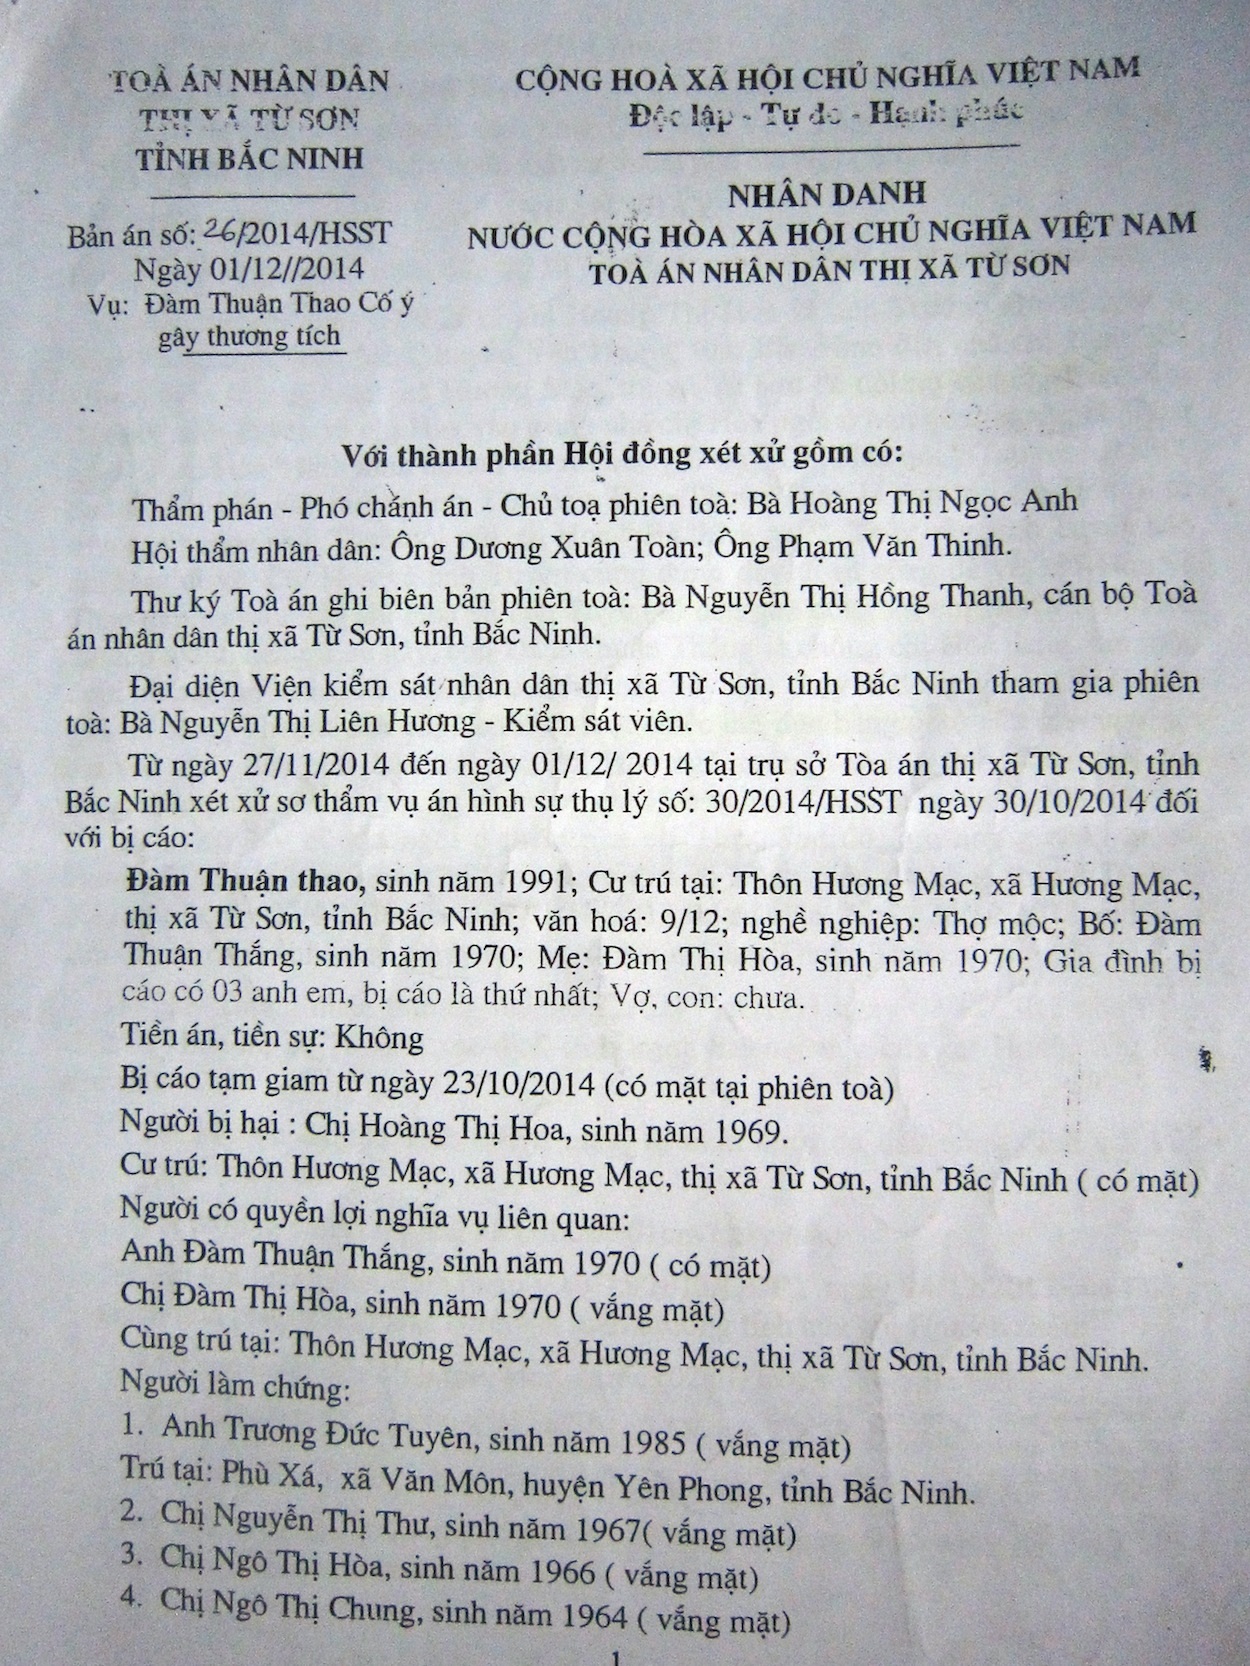 TOÀ ÁN NHÂN DÂN
THỊ XÃ TỪ SƠN
TỈNH BẮC NINH
Bản án số: 26/2014/HSST
Ngày 01/12//2014
Vụ: Đàm Thuận Thao Cố ý
gây thương tích
CỘNG HOÀ XÃ HỘI CHỦ NGHĨA VIỆT NAM
Độc lập - Tự do - Hạnh phúc
NHÂN DANH
NƯỚC CỘNG HÒA XÃ HỘI CHỦ NGHĨA VIỆT NAM
TOÀ ÁN NHÂN DÂN THỊ XÃ TỪ SƠN
Với thành phần Hội đồng xét xử gồm có:
Thẩm phán - Phó chánh án - Chủ toạ phiên toà: Bà Hoàng Thị Ngọc Anh
Hội thẩm nhân dân: Ông Dương Xuân Toàn; Ông Phạm Văn Thinh.
Thư ký Toà án ghi biên bản phiên toà: Bà Nguyễn Thị Hồng Thanh, cán bộ Toà
án nhân dân thị xã Từ Sơn, tỉnh Bắc Ninh.
Đại diện Viện kiểm sát nhân dân thị xã Từ Sơn, tỉnh Bắc Ninh tham gia phiên
toà: Bà Nguyễn Thị Liên Hương - Kiểm sát viên.
Từ ngày 27/11/2014 đến ngày 01/12/ 2014 tại trụ sở Tòa án thị xã Từ Sơn, tỉnh
Bắc Ninh xét xử sơ thẩm vụ án hình sự thụ lý số: 30/2014/HSST ngày 30/10/2014 đối
với bị cáo:
Đàm Thuận thao, sinh năm 1991; Cư trú tại: Thôn Hương Mạc, xã Hương Mạc,
thị xã Từ Sơn, tỉnh Bắc Ninh; văn hoá: 9/12; nghề nghiệp: Thợ mộc; Bố: Đàm
Thuận Thắng, sinh năm 1970; Mẹ: Đàm Thị Hòa, sinh năm 1970; Gia đình bị
cáo có 03 anh em, bị cáo là thứ nhất; Vợ, con: chưa.
Tiền án, tiền sự: Không
Bị cáo tạm giam từ ngày 23/10/2014 (có mặt tại phiên toà)
Người bị hại : Chị Hoàng Thị Hoa, sinh năm 1969.
Cư trú: Thôn Hương Mạc, xã Hương Mạc, thị xã Từ Sơn, tỉnh Bắc Ninh ( có mặt)
Người có quyền lợi nghĩa vụ liên quan:
Anh Đàm Thuận Thắng, sinh năm 1970 ( có mặt)
Chị Đàm Thị Hòa, sinh năm 1970 ( vắng mặt)
Cùng trú tại: Thôn Hương Mạc, xã Hương Mạc, thị xã Từ Sơn, tỉnh Bắc Ninh.
Người làm chứng:
1. Anh Trương Đức Tuyên, sinh năm 1985 ( vắng mặt)
Trú tại: Phù Xá, xã Văn Môn, huyện Yên Phong, tỉnh Bắc Ninh.
2. Chị Nguyễn Thị Thư, sinh năm 1967( vắng mặt)
3. Chị Ngô Thị Hòa, sinh năm 1966 ( vắng mặt)
4. Chị Ngô Thị Chung, sinh năm 1964 ( vắng mặt)
1